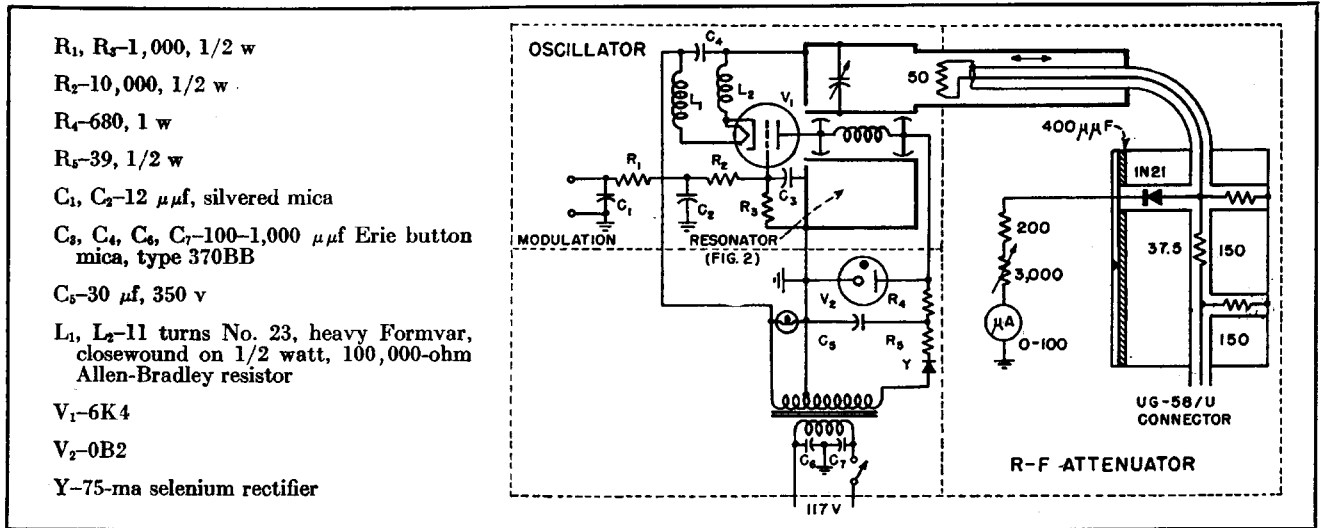 R₁, R₃-1,000, 1/2 w
R₂-10,000, 1/2 w
R₄-680, 1 w
R₅-39, 1/2 w
C₁, C₂-12 μμf, silvered mica
C₃, C₄, C₆, C₇-100-1,000 μμf Erie button
mica, type 370BB
C₅-30 μf, 350 v
L₁, L₂-11 turns No. 23, heavy Formvar,
closewound on 1/2 watt, 100,000-ohm
Allen-Bradley resistor
V₁-6K4
V₂-0B2
Y-75-ma selenium rectifier
OSCILLATOR
C₄
L₁
L₂
V₁
R₁
R₂
C₁
C₂
R₃
C₃
MODULATION
RESONATOR
(FIG. 2)
V₂
R₄
C₅
R₅
Y
C₆
C₇
117 V
50
400 μμF
1N21
200
3,000
μA
0-100
37.5
150
150
UG-58/U
CONNECTOR
R-F ATTENUATOR